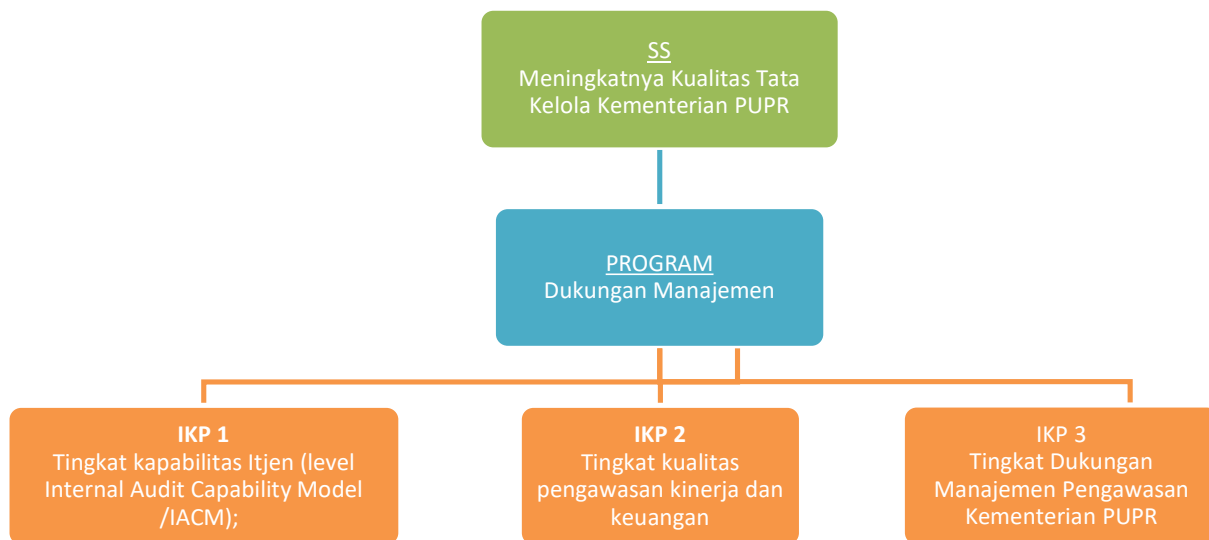 SS
Meningkatnya Kualitas Tata
Kelola Kementerian PUPR
PROGRAM
Dukungan Manajemen
IKP 1
Tingkat kapabilitas Itjen (level
Internal Audit Capability Model
/IACM);
IKP 2
Tingkat kualitas
pengawasan kinerja dan
keuangan
IKP 3
Tingkat Dukungan
Manajemen Pengawasan
Kementerian PUPR